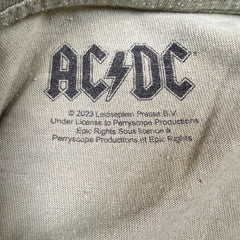 AC/DC
© 2023 Leidseplein Presse B.V.
Under License to Perryscope Productions
Epic Rights Sous licence à
Perryscope Productions et Epic Rights